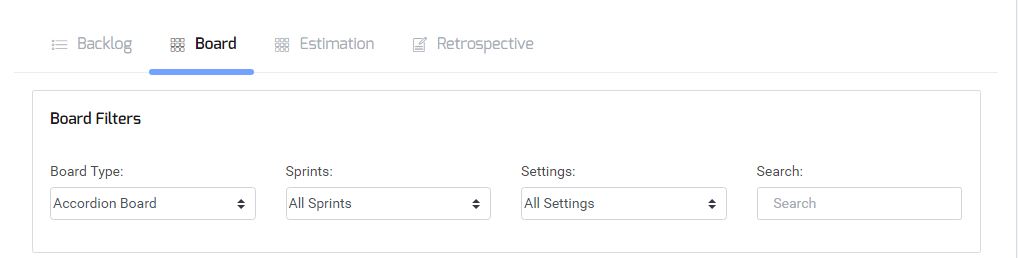 Backlog Board Estimation Retrospective
Board Filters
Board Type: Sprints: Settings: Search:
Accordion Board All Sprints All Settings Search